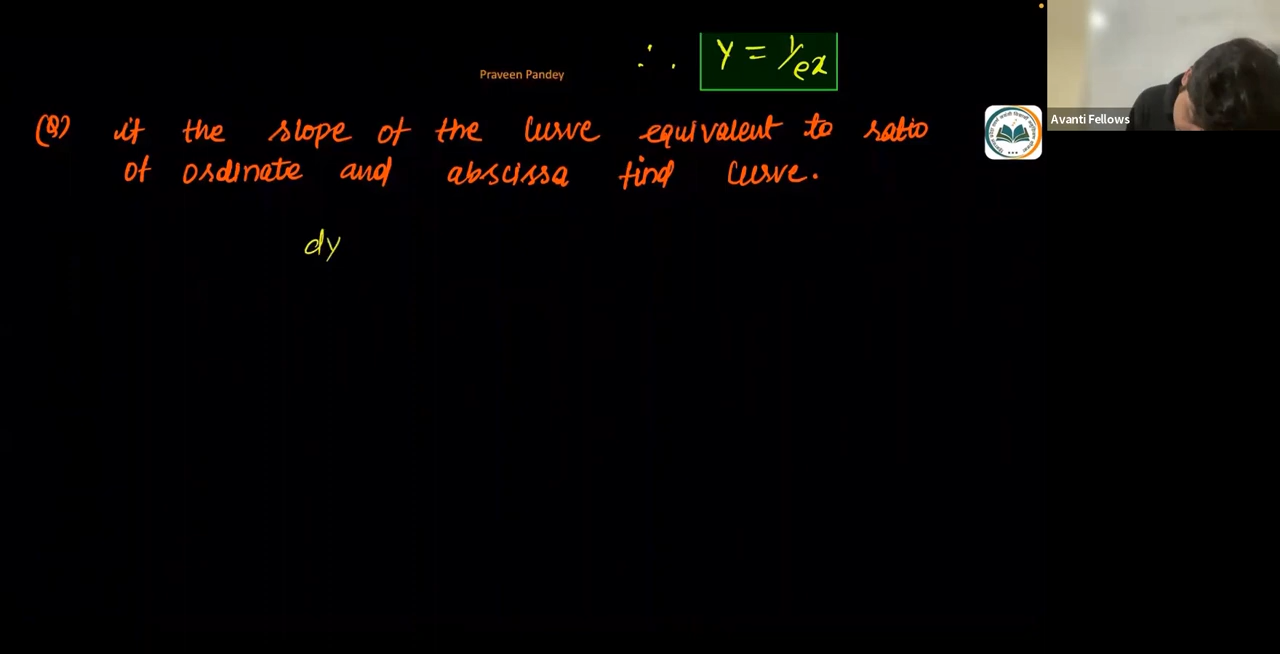 ∴ y = 1/ex
Praveen Pandey
(Q) if the slope of the curve equivalent to ratio
Avanti Fellows
of ordinate and abscissa find curve.
dy